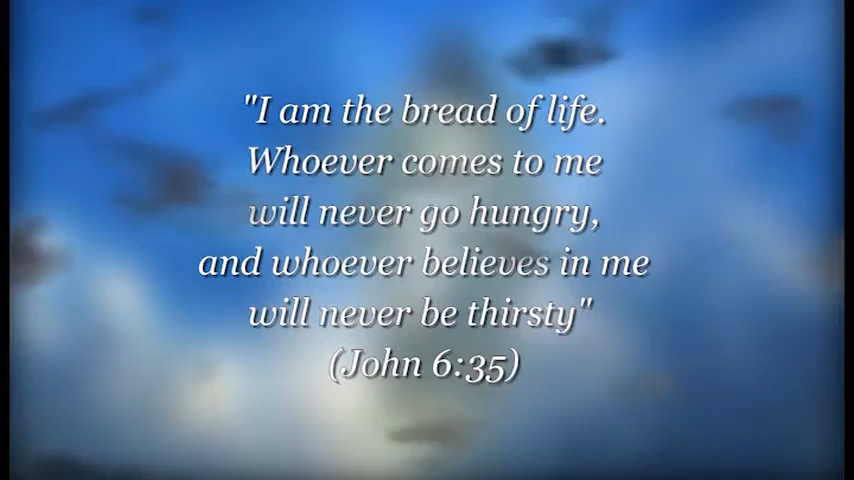 "I am the bread of life.
Whoever comes to me
will never go hungry,
and whoever believes in me
will never be thirsty"
(John 6:35)